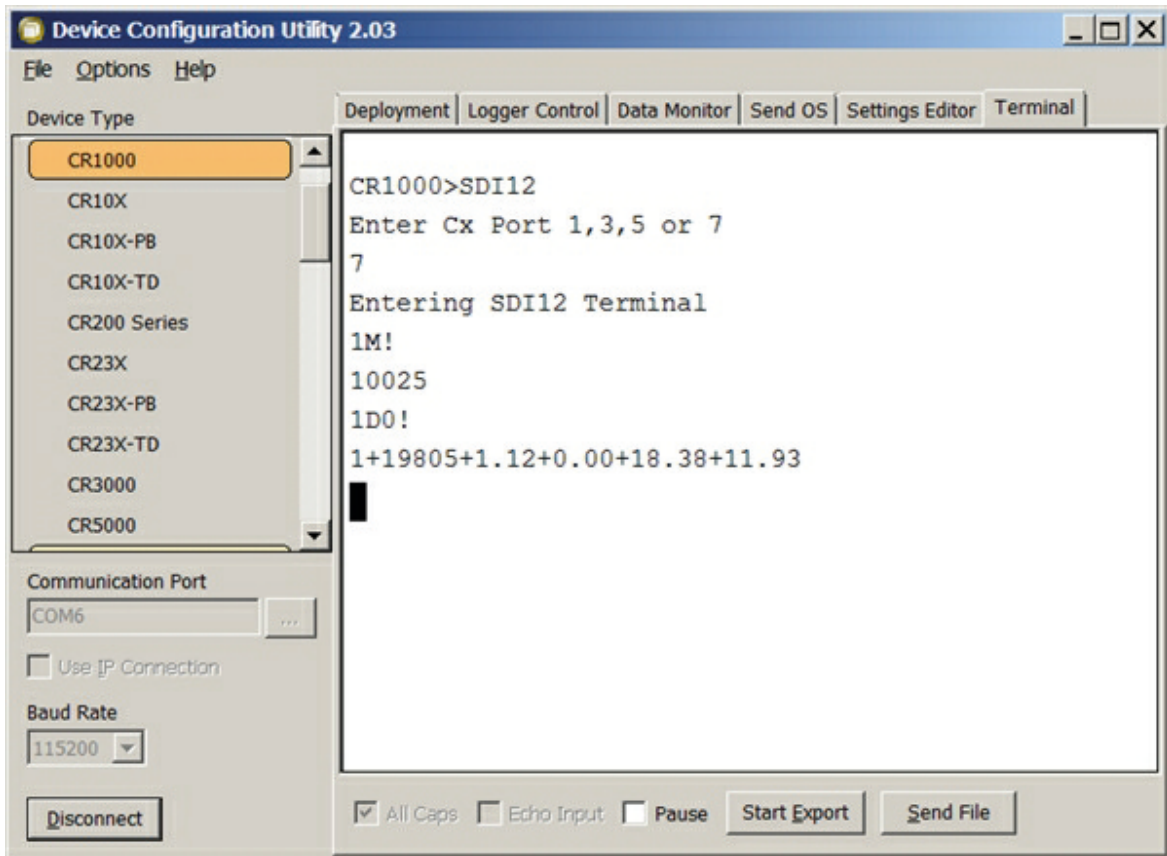 Device Configuration Utility 2.03
File Options Help
Device Type
CR1000
CR10X
CR10X-PB
CR10X-TD
CR200 Series
CR23X
CR23X-PB
CR23X-TD
CR3000
CR5000
Communication Port
COM6
...
Use IP Connection
Baud Rate
115200
Disconnect
Deployment Logger Control Data Monitor Send OS Settings Editor Terminal
CR1000>SDI12
Enter Cx Port 1,3,5 or 7
7
Entering SDI12 Terminal
1M!
10025
1D0!
1+19805+1.12+0.00+18.38+11.93
All Caps Echo Input Pause Start Export Send File